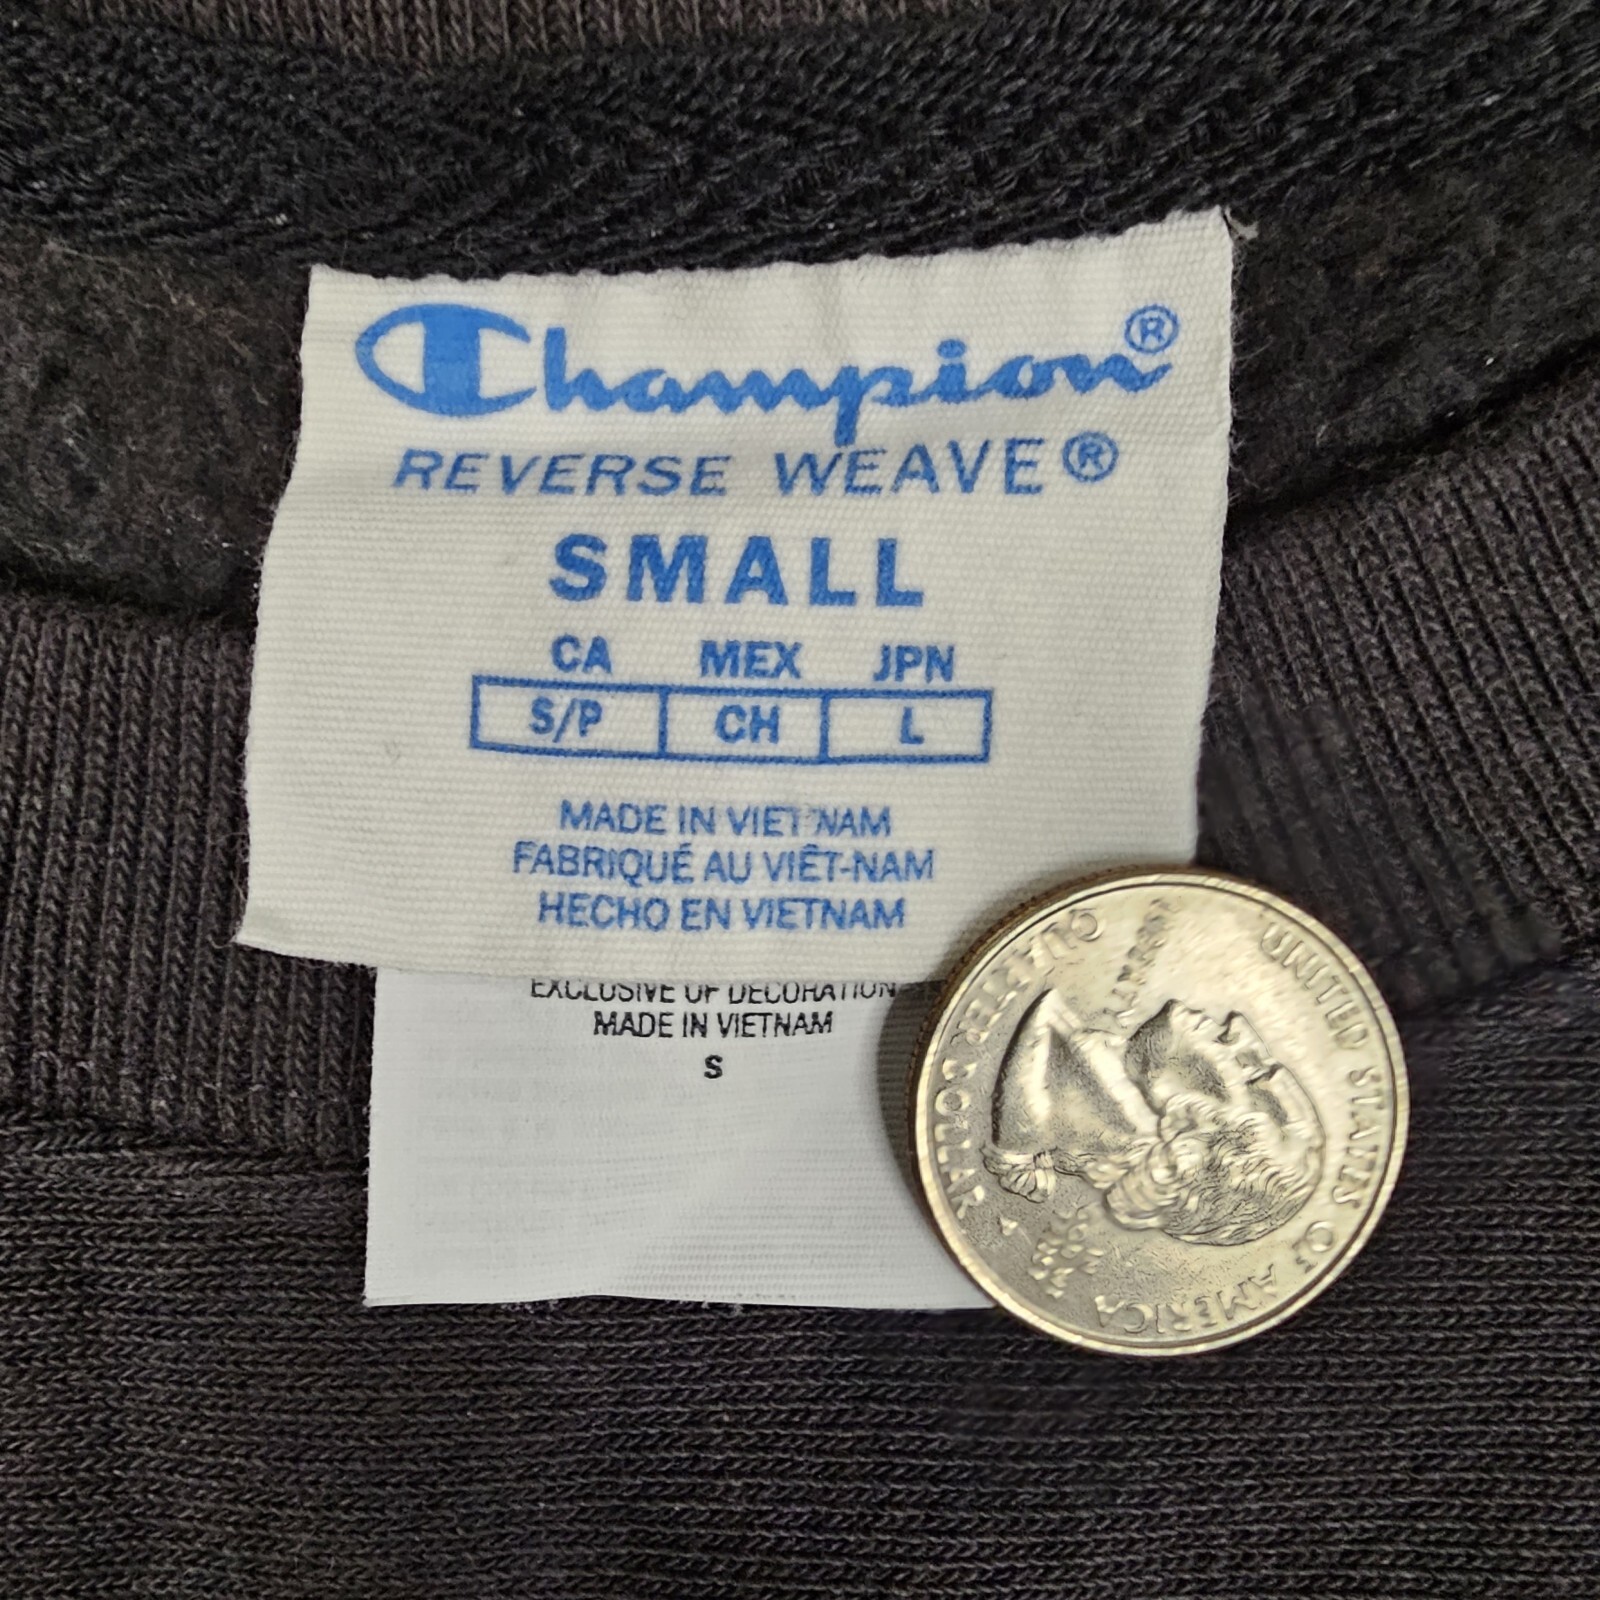 Champion®
REVERSE WEAVE®
SMALL
CA MEX JPN
S/P CH L
MADE IN VIETNAM
FABRIQUÉ AU VIÊT-NAM
HECHO EN VIETNAM
EXCLUSIVE OF DECORATION
MADE IN VIETNAM
S
UNITED STATES OF AMERICA
LIBERTY
QUARTER DOLLAR